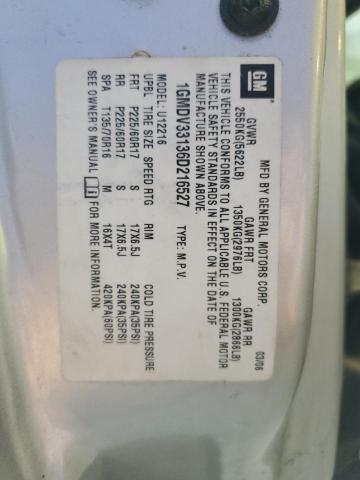 GM
MFD BY GENERAL MOTORS CORP. 03/06
GVWR GAWR FRT GAWR RR
2550KG(5622LB) 1350KG(2976LB) 1300KG(2866LB)
THIS VEHICLE CONFORMS TO ALL APPLICABLE U.S. FEDERAL MOTOR
VEHICLE SAFETY STANDARDS IN EFFECT ON THE DATE OF
MANUFACTURE SHOWN ABOVE.
1GMDV33136D216527 TYPE: M.P.V.
MODEL: U12216
UPBL TIRE SIZE SPEED RTG RIM COLD TIRE PRESSURE
FRT P225/60R17 S 17X6.5J 240KPA(35PSI)
RR P225/60R17 S 17X6.5J 240KPA(35PSI)
SPA T135/70R16 M 16X4T 420KPA(60PSI)
SEE OWNER'S MANUAL i FOR MORE INFORMATION.